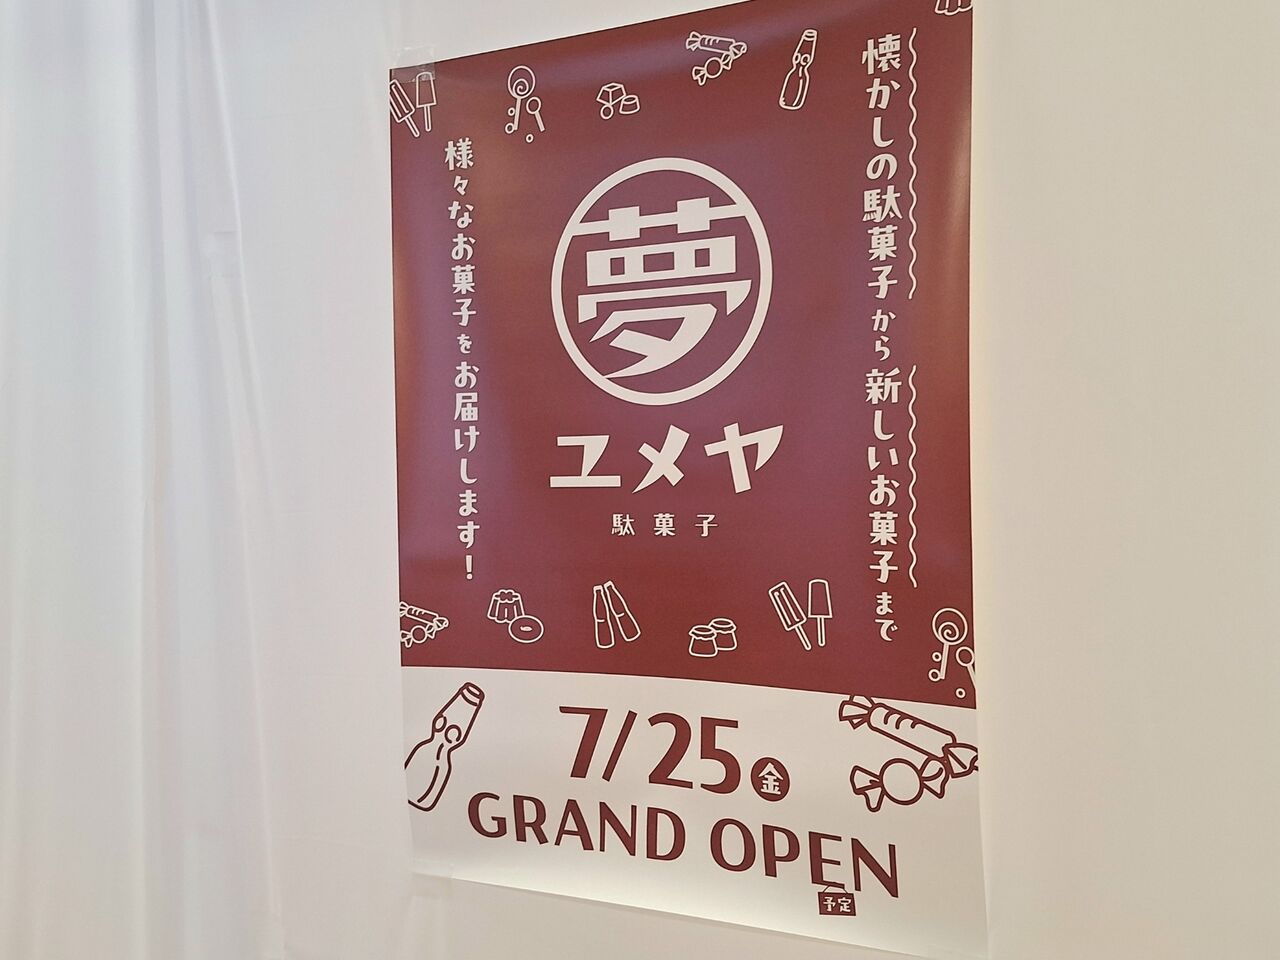 懐かしの駄菓子から新しいお菓子まで
様々なお菓子をお届けします！
夢
ユメヤ
駄菓子
7/25金
GRAND OPEN
予定